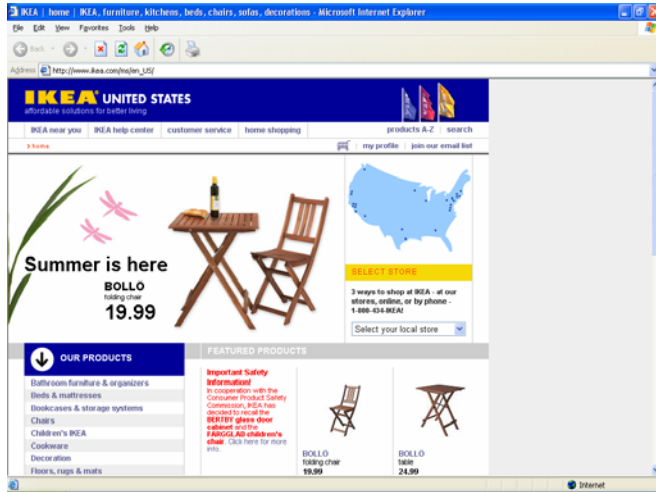 IKEA | home | IKEA, furniture, kitchens, beds, chairs, sofas, decorations - Microsoft Internet Explorer
File Edit View Favorites Tools Help
Back
Address http://www.ikea.com/ms/en_US/
IKEA UNITED STATES
affordable solutions for better living
IKEA near you | IKEA help center | customer service | home shopping
products A-Z | search
> home
my profile | join our email list
Summer is here
BOLLÖ
folding chair
19.99
SELECT STORE
3 ways to shop at IKEA - at our
stores, online, or by phone -
1-800-434-IKEA!
Select your local store
OUR PRODUCTS
Bathroom furniture & organizers
Beds & mattresses
Bookcases & storage systems
Chairs
Children's IKEA
Cookware
Decoration
Floors, rugs & mats
FEATURED PRODUCTS
Important Safety
Information!
In cooperation with the
Consumer Product Safety
Commission, IKEA has
decided to recall the
BERTBY glass door
cabinet and the
FARGGLAD children's
chair. Click here for more
info.
BOLLÖ
folding chair
19.99
BOLLÖ
table
24.99
Internet